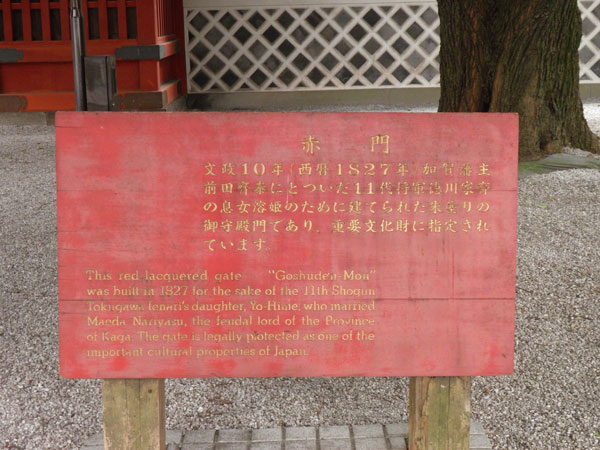 赤 門
文政10年(西暦1827年)加賀藩主
前田斉泰にとついだ11代将軍徳川家斉
の息女溶姫のために建てられた朱塗りの
御守殿門であり、重要文化財に指定され
ています。
This red-lacquered gate "Goshuden-Mon"
was built in 1827 for the sake of the 11th Shogun
Tokugawa Ienari's daughter, Yo-Hime, who married
Maeda Nariyasu, the feudal lord of the Province
of Kaga. The gate is legally protected as one of the
important cultural properties of Japan.